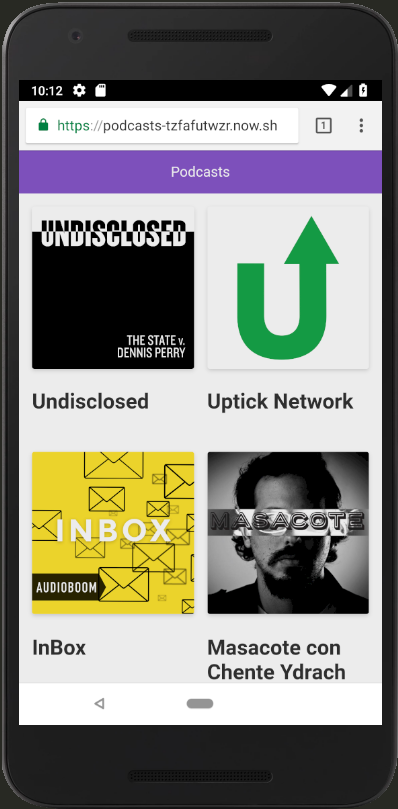 10:12
https://podcasts-tzfafutwzr.now.sh
1
Podcasts
UNDISCLOSED
THE STATE v.
DENNIS PERRY
Undisclosed
Uptick Network
INBOX
AUDIOBOOM
MASACOTE
InBox
Masacote con
Chente Ydrach